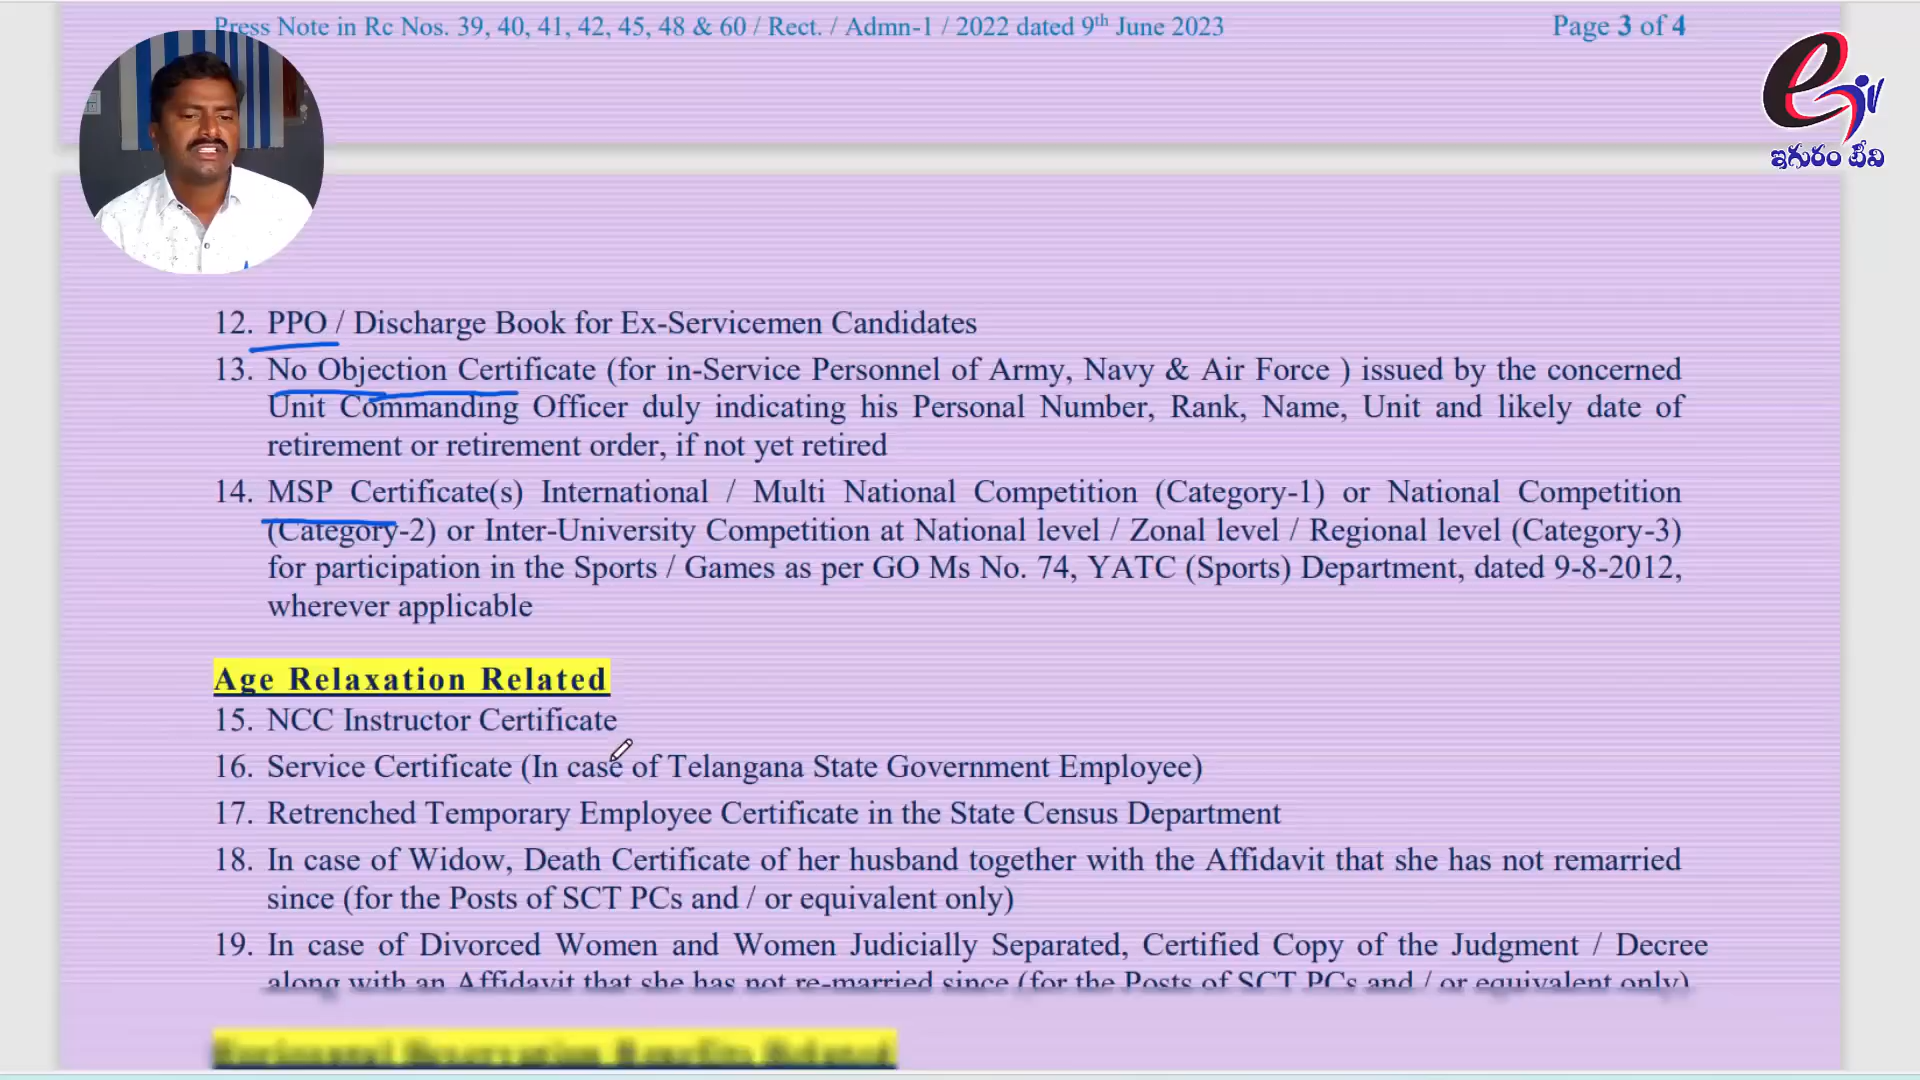 Press Note in Rc Nos. 39, 40, 41, 42, 45, 48 & 60 / Rect. / Admn-1 / 2022 dated 9th June 2023
Page 3 of 4
ఇగురం టీవి
12. PPO / Discharge Book for Ex-Servicemen Candidates
13. No Objection Certificate (for in-Service Personnel of Army, Navy & Air Force ) issued by the concerned
Unit Commanding Officer duly indicating his Personal Number, Rank, Name, Unit and likely date of
retirement or retirement order, if not yet retired
14. MSP Certificate(s) International / Multi National Competition (Category-1) or National Competition
(Category-2) or Inter-University Competition at National level / Zonal level / Regional level (Category-3)
for participation in the Sports / Games as per GO Ms No. 74, YATC (Sports) Department, dated 9-8-2012,
wherever applicable
Age Relaxation Related
15. NCC Instructor Certificate
16. Service Certificate (In case of Telangana State Government Employee)
17. Retrenched Temporary Employee Certificate in the State Census Department
18. In case of Widow, Death Certificate of her husband together with the Affidavit that she has not remarried
since (for the Posts of SCT PCs and / or equivalent only)
19. In case of Divorced Women and Women Judicially Separated, Certified Copy of the Judgment / Decree
along with an Affidavit that she has not re-married since (for the Posts of SCT PCs and / or equivalent only)